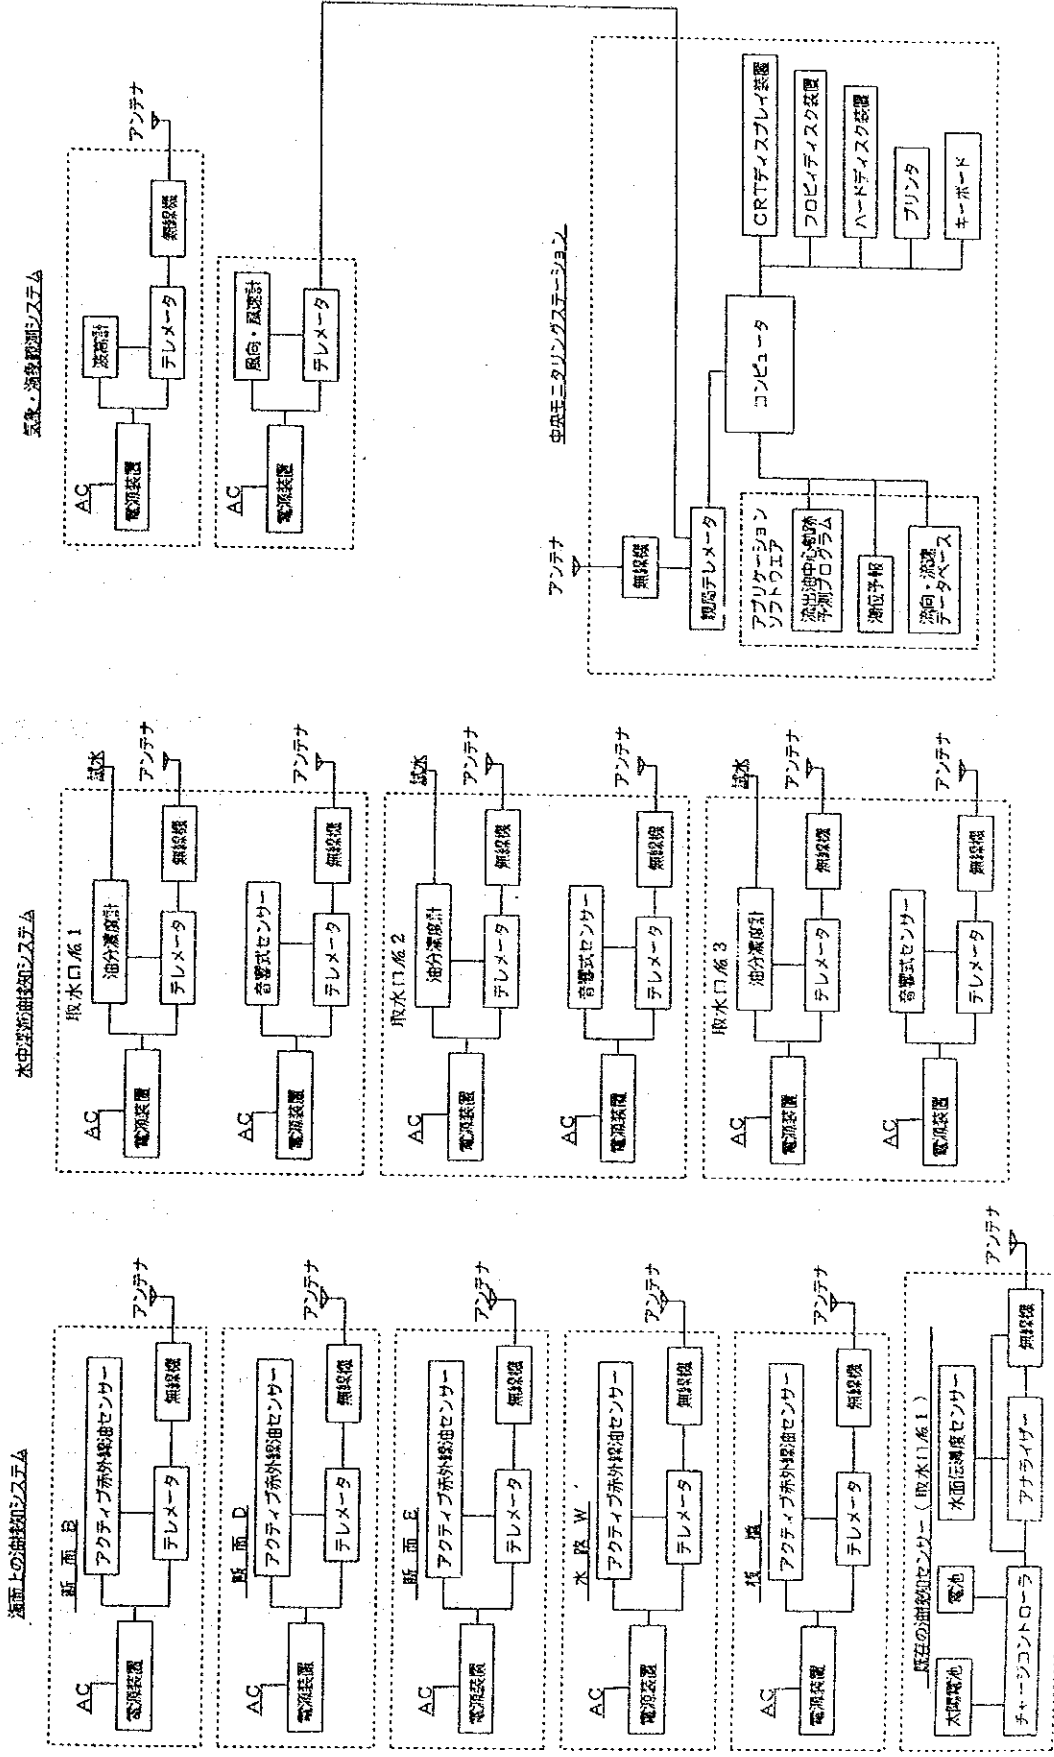 海面上の油検知システム
断面 B
AC
電源装置
アクティブ赤外線油センサー
テレメータ
無線機
アンテナ
断面 D
AC
電源装置
アクティブ赤外線油センサー
テレメータ
無線機
アンテナ
断面 E
AC
電源装置
アクティブ赤外線油センサー
テレメータ
無線機
アンテナ
水路 W
AC
電源装置
アクティブ赤外線油センサー
テレメータ
無線機
アンテナ
桟橋
AC
電源装置
アクティブ赤外線油センサー
テレメータ
無線機
アンテナ
既存の油検知センサー（取水口№1）
太陽電池
電池
水面伝導度センサー
チャージコントローラ
アナライザー
無線機
アンテナ
水中浮遊油検知システム
取水口№1
AC
電源装置
油分濃度計
試水
テレメータ
無線機
アンテナ
AC
電源装置
音響式センサー
テレメータ
無線機
アンテナ
取水口№2
AC
電源装置
油分濃度計
試水
テレメータ
無線機
アンテナ
AC
電源装置
音響式センサー
テレメータ
無線機
アンテナ
取水口№3
AC
電源装置
油分濃度計
試水
テレメータ
無線機
アンテナ
AC
電源装置
音響式センサー
テレメータ
無線機
アンテナ
気象・海象観測システム
AC
電源装置
波高計
テレメータ
無線機
アンテナ
AC
電源装置
風向・風速計
テレメータ
中央モニタリングステーション
アンテナ
無線機
親局テレメータ
コンピュータ
CRTディスプレイ装置
フロピィディスク装置
ハードディスク装置
プリンタ
キーボード
アプリケーション
ソフトウェア
流出油中心軌跡
予測プログラム
潮位予報
流向・流速
データベース